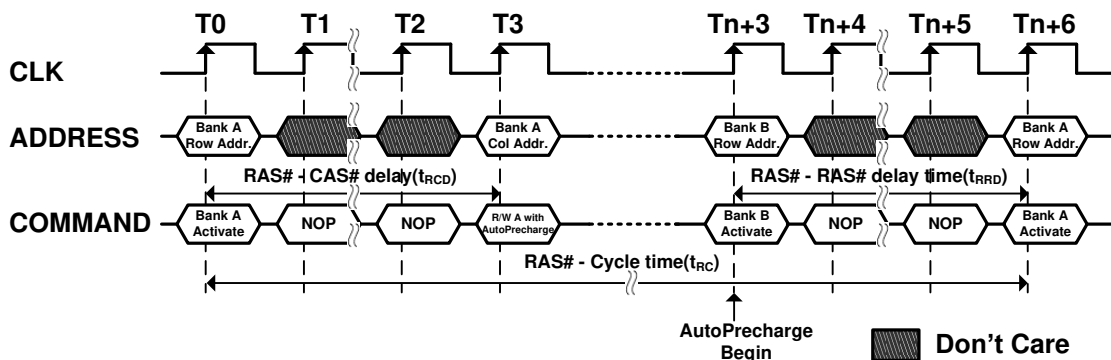 T0 T1 T2 T3 Tn+3 Tn+4 Tn+5 Tn+6
CLK
ADDRESS
Bank A
Row Addr.
Bank A
Col Addr.
Bank B
Row Addr.
Bank A
Row Addr.
RAS# - CAS# delay(tRCD)
RAS# - RAS# delay time(tRRD)
COMMAND
Bank A
Activate
NOP
NOP
R/W A with
AutoPrecharge
Bank B
Activate
NOP
NOP
Bank A
Activate
RAS# - Cycle time(tRC)
AutoPrecharge
Begin
Don't Care